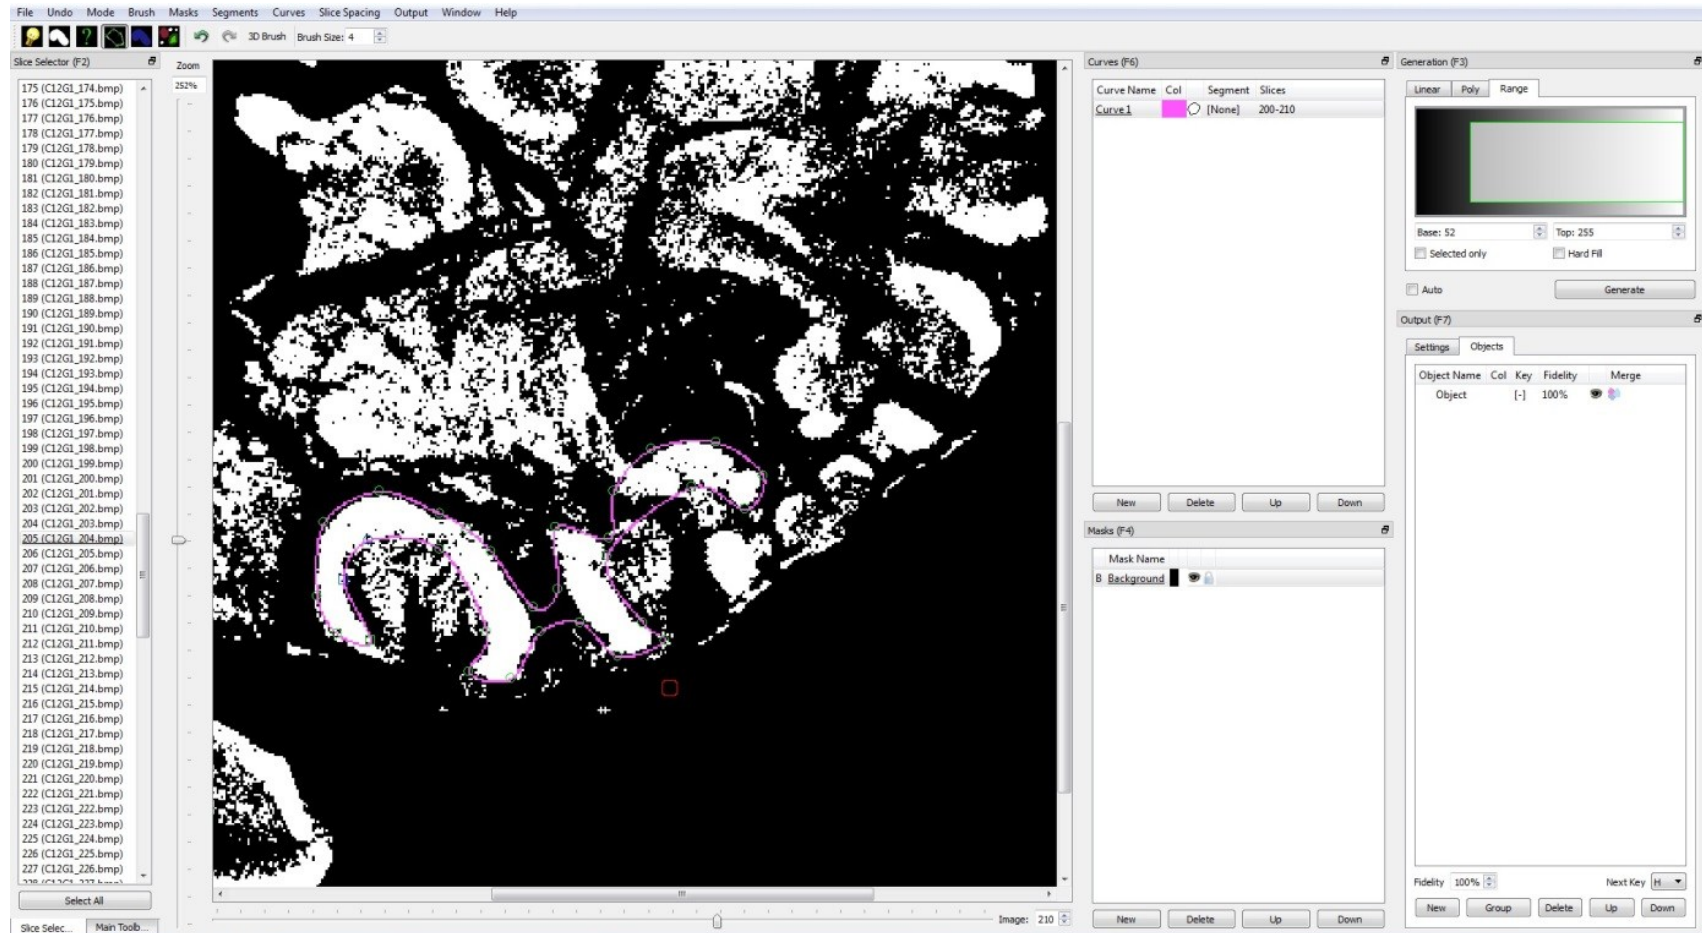 File Undo Mode Brush Masks Segments Curves Slice Spacing Output Window Help
3D Brush Brush Size: 4
Slice Selector (F2)
175 (C12G1_174.bmp)
176 (C12G1_175.bmp)
177 (C12G1_176.bmp)
178 (C12G1_177.bmp)
179 (C12G1_178.bmp)
180 (C12G1_179.bmp)
181 (C12G1_180.bmp)
182 (C12G1_181.bmp)
183 (C12G1_182.bmp)
184 (C12G1_183.bmp)
185 (C12G1_184.bmp)
186 (C12G1_185.bmp)
187 (C12G1_186.bmp)
188 (C12G1_187.bmp)
189 (C12G1_188.bmp)
190 (C12G1_189.bmp)
191 (C12G1_190.bmp)
192 (C12G1_191.bmp)
193 (C12G1_192.bmp)
194 (C12G1_193.bmp)
195 (C12G1_194.bmp)
196 (C12G1_195.bmp)
197 (C12G1_196.bmp)
198 (C12G1_197.bmp)
199 (C12G1_198.bmp)
200 (C12G1_199.bmp)
201 (C12G1_200.bmp)
202 (C12G1_201.bmp)
203 (C12G1_202.bmp)
204 (C12G1_203.bmp)
205 (C12G1_204.bmp)
206 (C12G1_205.bmp)
207 (C12G1_206.bmp)
208 (C12G1_207.bmp)
209 (C12G1_208.bmp)
210 (C12G1_209.bmp)
211 (C12G1_210.bmp)
212 (C12G1_211.bmp)
213 (C12G1_212.bmp)
214 (C12G1_213.bmp)
215 (C12G1_214.bmp)
216 (C12G1_215.bmp)
217 (C12G1_216.bmp)
218 (C12G1_217.bmp)
219 (C12G1_218.bmp)
220 (C12G1_219.bmp)
221 (C12G1_220.bmp)
222 (C12G1_221.bmp)
223 (C12G1_222.bmp)
224 (C12G1_223.bmp)
225 (C12G1_224.bmp)
226 (C12G1_225.bmp)
227 (C12G1_226.bmp)
Select All
Slice Selec... Main Toolb...
Zoom
252%
Image: 210
Curves (F6)
Curve Name Col Segment Slices
Curve 1 [None] 200-210
New Delete Up Down
Masks (F4)
Mask Name
B Background
New Delete Up Down
Generation (F3)
Linear Poly Range
Base: 52 Top: 255
Selected only Hard Fill
Auto Generate
Output (F7)
Settings Objects
Object Name Col Key Fidelity Merge
Object [-] 100%
Fidelity 100% Next Key H
New Group Delete Up Down